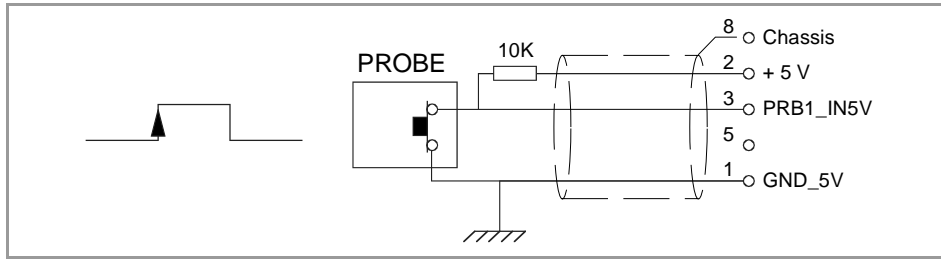 8 Chassis
10K
2 + 5 V
PROBE
3 PRB1_IN5V
5
1 GND_5V